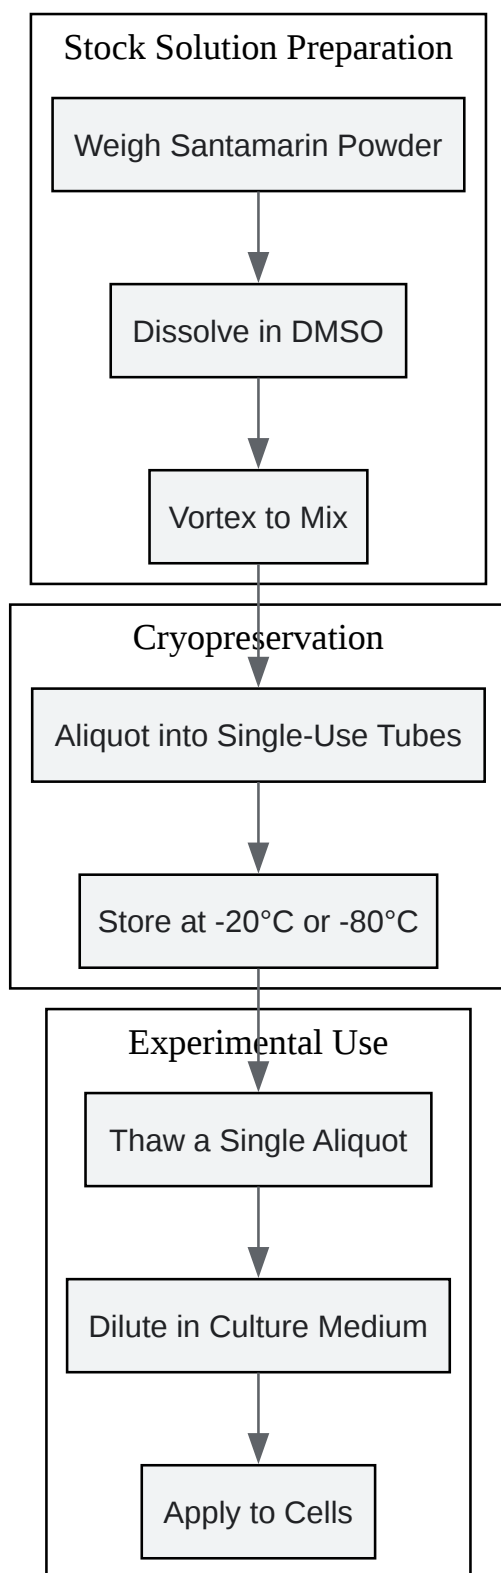 Stock Solution Preparation
Weigh Santamarin Powder
Dissolve in DMSO
Vortex to Mix
Cryopreservation
Aliquot into Single-Use Tubes
Store at -20°C or -80°C
Experimental Use
Thaw a Single Aliquot
Dilute in Culture Medium
Apply to Cells